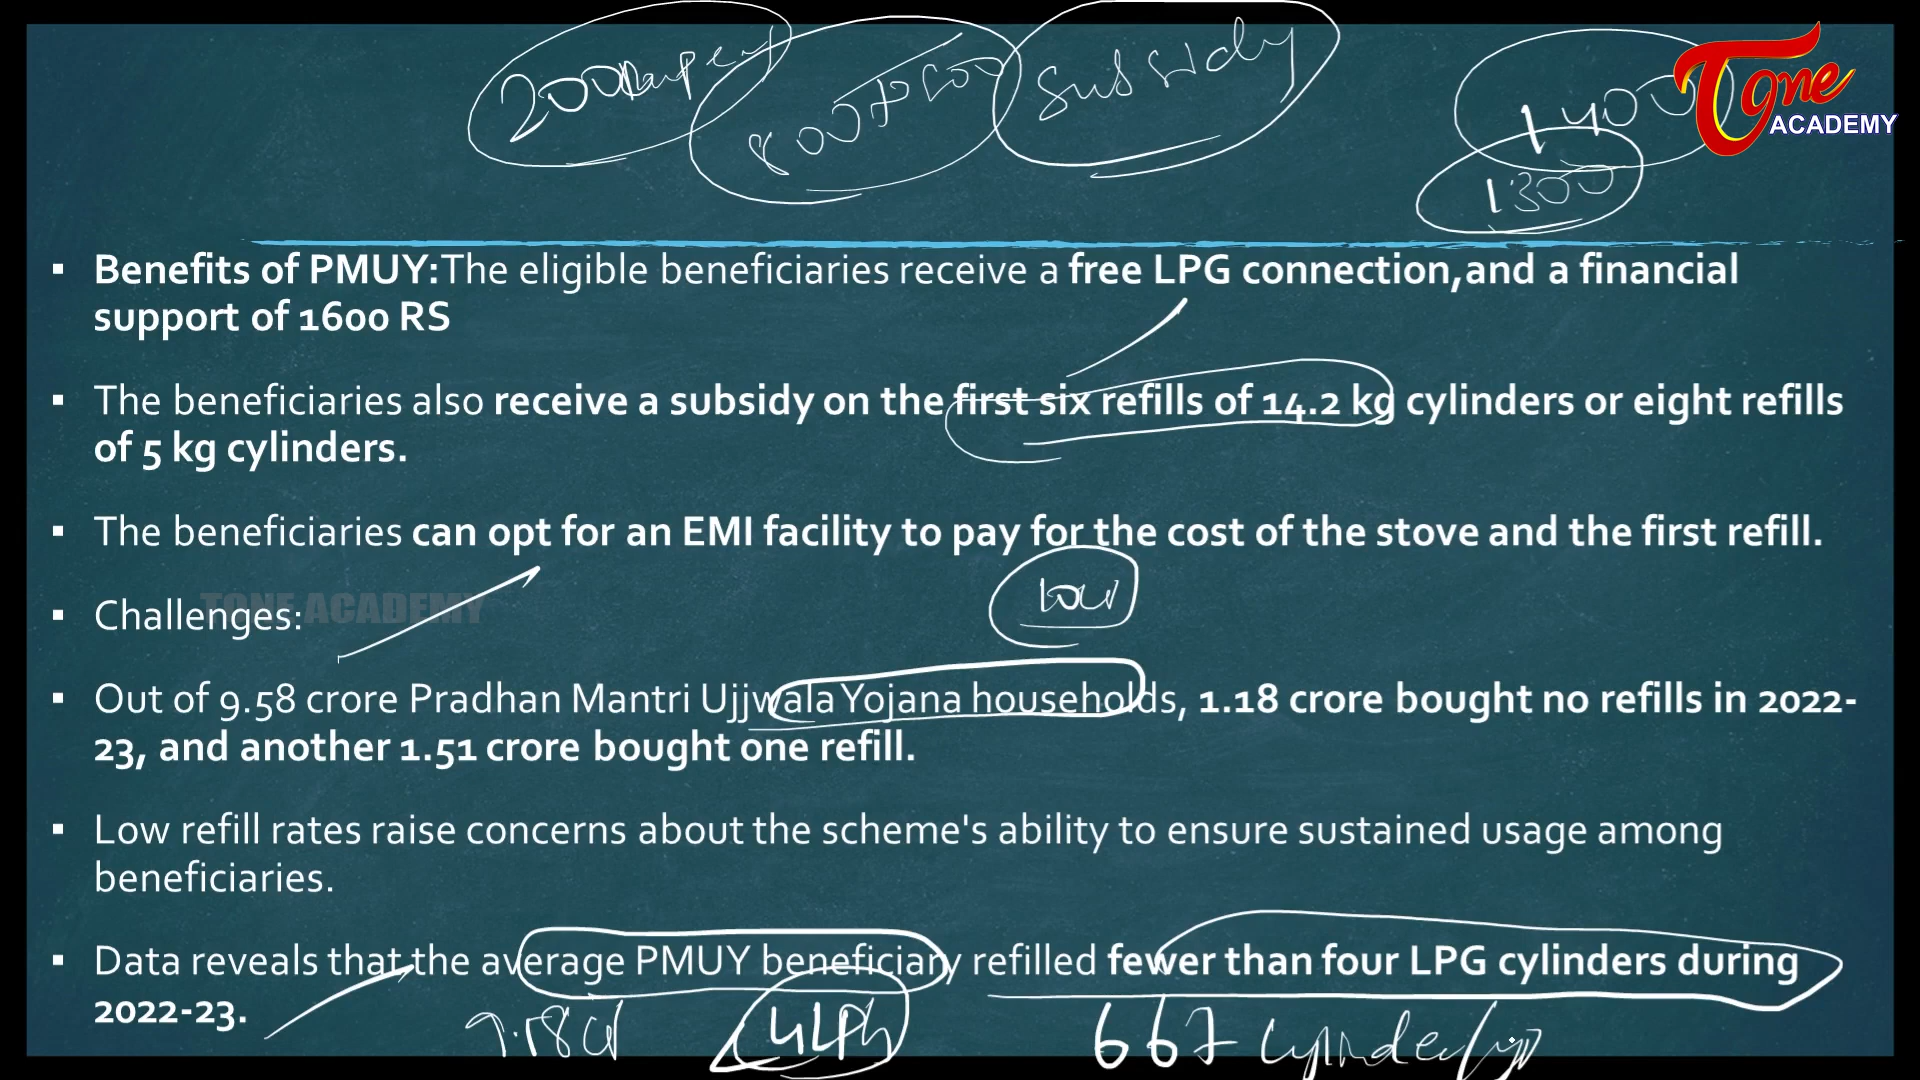 200 Rupees
800+500
Subsidy
1400
1300
Tone
ACADEMY
▪ Benefits of PMUY:The eligible beneficiaries receive a free LPG connection,and a financial
support of 1600 RS
▪ The beneficiaries also receive a subsidy on the first six refills of 14.2 kg cylinders or eight refills
of 5 kg cylinders.
▪ The beneficiaries can opt for an EMI facility to pay for the cost of the stove and the first refill.
low
▪ Challenges:
TONE ACADEMY
▪ Out of 9.58 crore Pradhan Mantri Ujjwala Yojana households, 1.18 crore bought no refills in 2022-
23, and another 1.51 crore bought one refill.
▪ Low refill rates raise concerns about the scheme's ability to ensure sustained usage among
beneficiaries.
▪ Data reveals that the average PMUY beneficiary refilled fewer than four LPG cylinders during
2022-23.
667 Cylinder